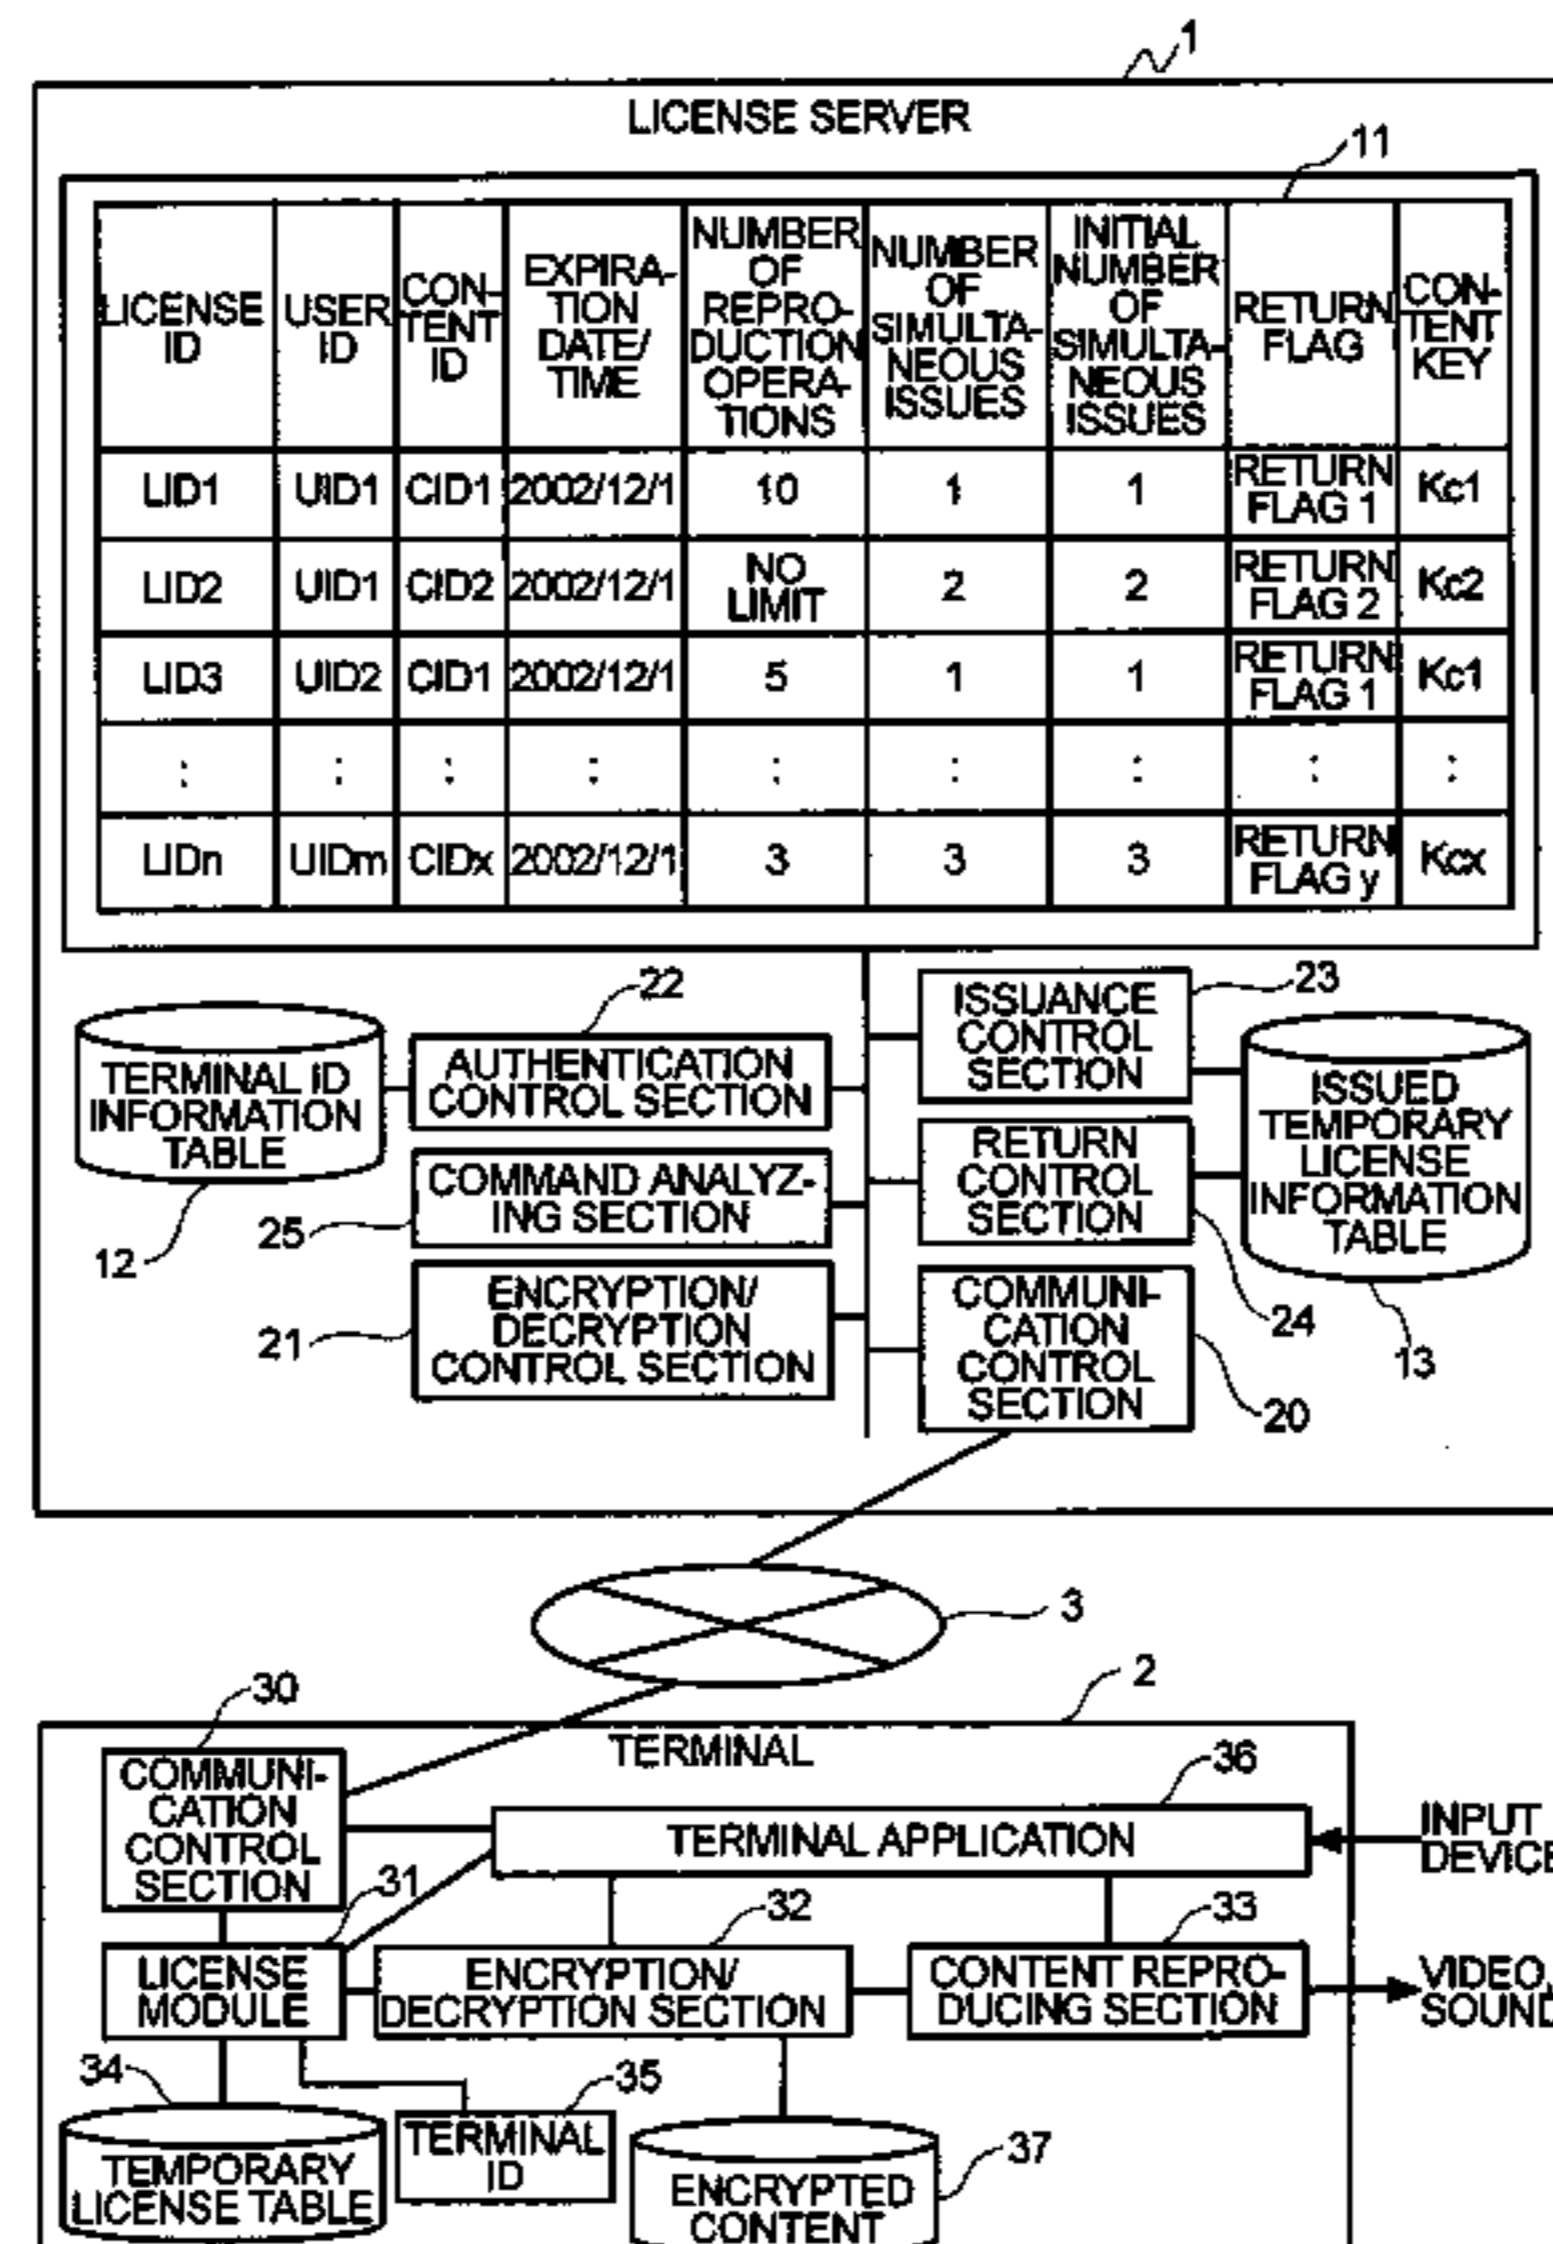 1
LICENSE SERVER
11
LICENSE ID
USER ID
CON-
TENT
ID
EXPIRA-
TION
DATE/
TIME
NUMBER
OF
REPRO-
DUCTION
OPERA-
TIONS
NUMBER
OF
SIMULTA-
NEOUS
ISSUES
INITIAL
NUMBER
OF
SIMULTA-
NEOUS
ISSUES
RETURN
FLAG
CON-
TENT
KEY
LID1 UID1 CID1 2002/12/1 10 1 1 RETURN FLAG 1 Kc1
LID2 UID1 CID2 2002/12/1 NO LIMIT 2 2 RETURN FLAG 2 Kc2
LID3 UID2 CID1 2002/12/1 5 1 1 RETURN FLAG 1 Kc1
: : : : : : : : :
LIDn UIDm CIDx 2002/12/1 3 3 3 RETURN FLAG y Kcx
22
23
TERMINAL ID
INFORMATION
TABLE
12
AUTHENTICATION
CONTROL SECTION
ISSUANCE
CONTROL
SECTION
ISSUED
TEMPORARY
LICENSE
INFORMATION
TABLE
13
COMMAND ANALYZ-
ING SECTION
25
RETURN
CONTROL
SECTION
24
ENCRYPTION/
DECRYPTION
CONTROL SECTION
21
COMMUNI-
CATION
CONTROL
SECTION
20
3
2
30
TERMINAL
COMMUNI-
CATION
CONTROL
SECTION
36
TERMINAL APPLICATION
INPUT
DEVICE
31
32
33
LICENSE
MODULE
ENCRYPTION/
DECRYPTION SECTION
CONTENT REPRO-
DUCING SECTION
VIDEO,
SOUND
34
35
TEMPORARY
LICENSE TABLE
TERMINAL
ID
37
ENCRYPTED
CONTENT